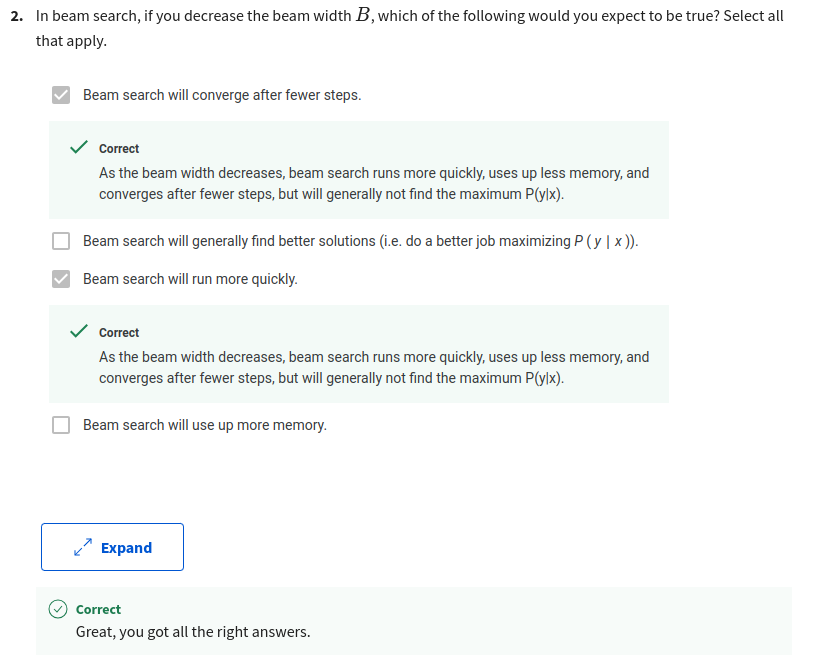 2. In beam search, if you decrease the beam width B, which of the following would you expect to be true? Select all
that apply.
Beam search will converge after fewer steps.
Correct
As the beam width decreases, beam search runs more quickly, uses up less memory, and
converges after fewer steps, but will generally not find the maximum P(y|x).
Beam search will generally find better solutions (i.e. do a better job maximizing P ( y | x )).
Beam search will run more quickly.
Correct
As the beam width decreases, beam search runs more quickly, uses up less memory, and
converges after fewer steps, but will generally not find the maximum P(y|x).
Beam search will use up more memory.
Expand
Correct
Great, you got all the right answers.